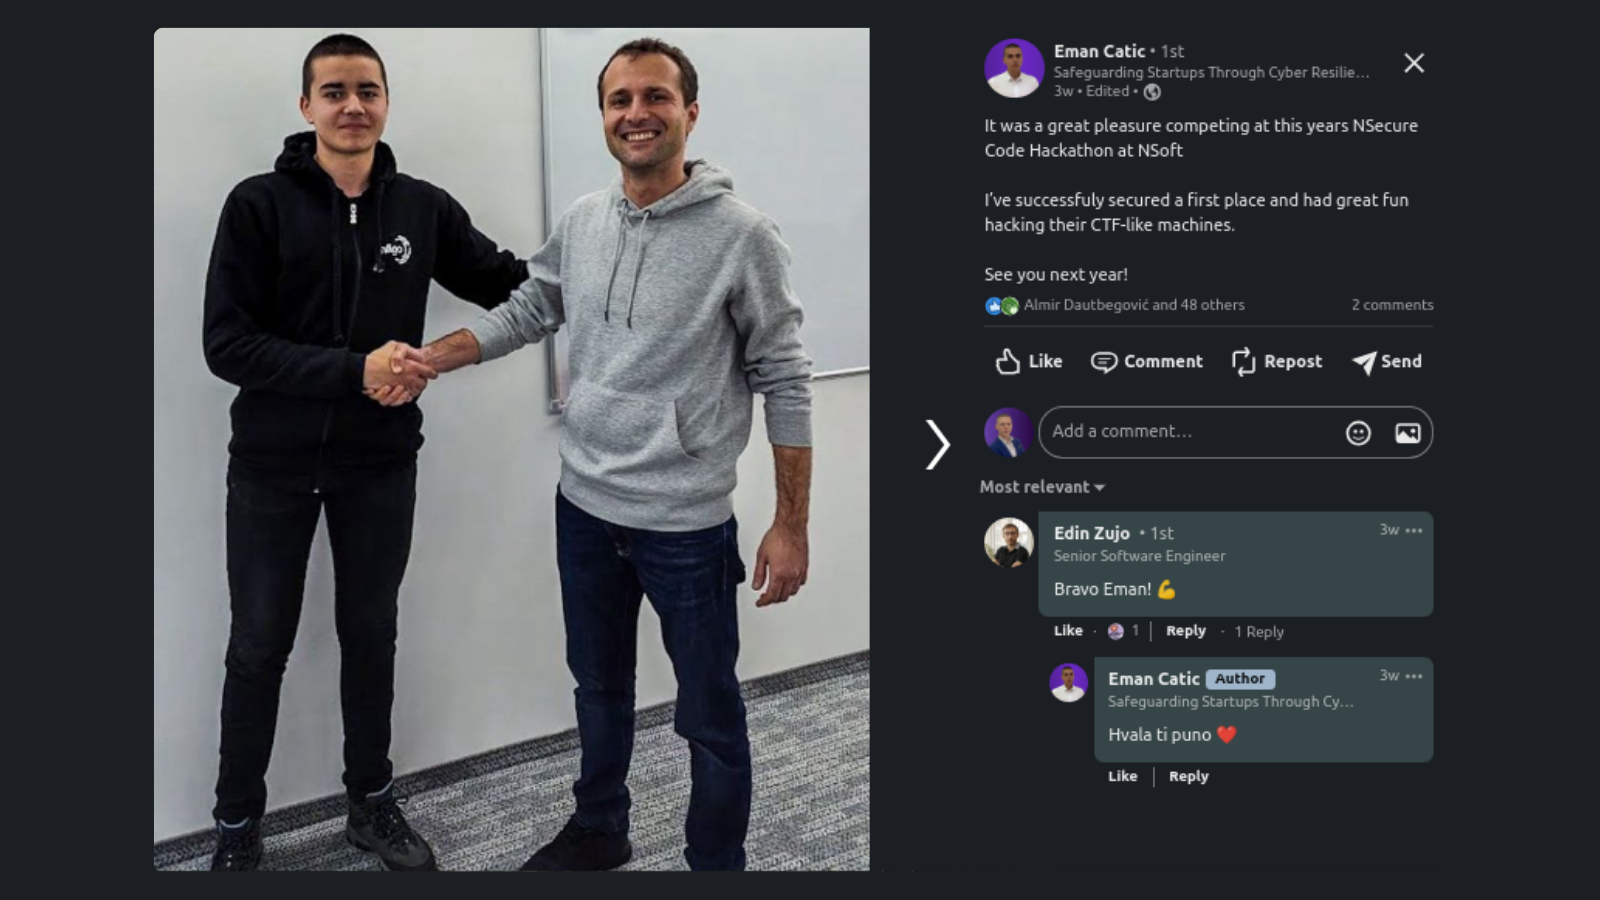 Eman Catic • 1st
Safeguarding Startups Through Cyber Resilie...
3w • Edited •
It was a great pleasure competing at this years NSecure
Code Hackathon at NSoft
I've successfuly secured a first place and had great fun
hacking their CTF-like machines.
See you next year!
Almir Dautbegović and 48 others
2 comments
Like
Comment
Repost
Send
Add a comment...
Most relevant
Edin Zujo • 1st
3w
Senior Software Engineer
Bravo Eman! 💪
Like · 1 | Reply · 1 Reply
Eman Catic Author
3w
Safeguarding Startups Through Cy...
Hvala ti puno ❤️
Like | Reply